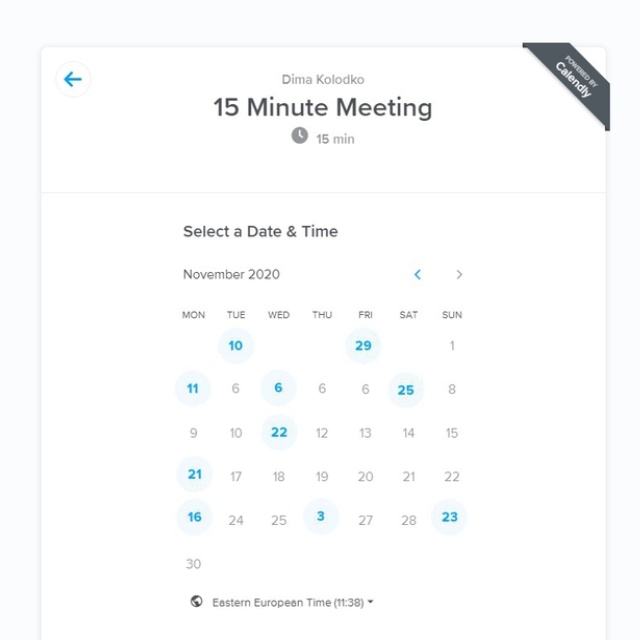 POWERED BY
Calendly
Dima Kolodko
15 Minute Meeting
15 min
Select a Date & Time
November 2020
MON TUE WED THU FRI SAT SUN
10 29 1
11 6 6 6 6 25 8
9 10 22 12 13 14 15
21 17 18 19 20 21 22
16 24 25 3 27 28 23
30
Eastern European Time (11:38)